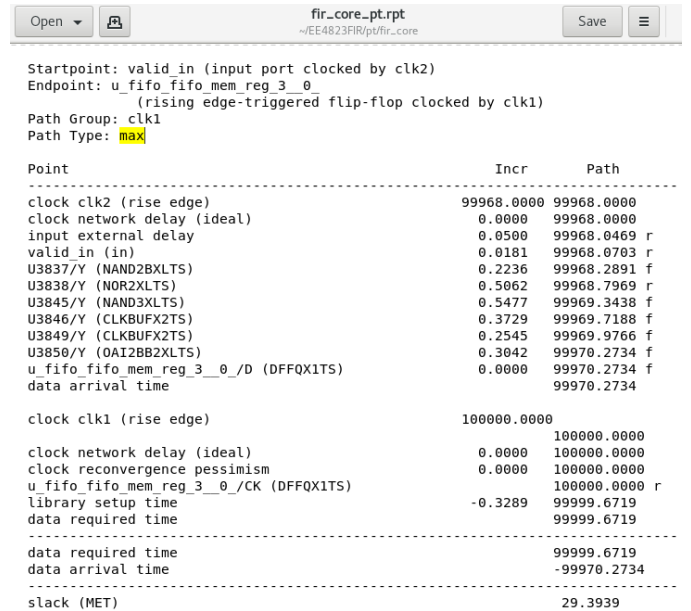 Open
fir_core_pt.rpt
~/EE4823FIR/pt/fir_core
Save
Startpoint: valid_in (input port clocked by clk2)
Endpoint: u_fifo_fifo_mem_reg_3__0_
(rising edge-triggered flip-flop clocked by clk1)
Path Group: clk1
Path Type: max
Point Incr Path
---------------------------------------------------------------
clock clk2 (rise edge) 99968.0000 99968.0000
clock network delay (ideal) 0.0000 99968.0000
input external delay 0.0500 99968.0469 r
valid_in (in) 0.0181 99968.0703 r
U3837/Y (NAND2BXLTS) 0.2236 99968.2891 f
U3838/Y (NOR2XLTS) 0.5062 99968.7969 r
U3845/Y (NAND3XLTS) 0.5477 99969.3438 f
U3846/Y (CLKBUFX2TS) 0.3729 99969.7188 f
U3849/Y (CLKBUFX2TS) 0.2545 99969.9766 f
U3850/Y (OAI2BB2XLTS) 0.3042 99970.2734 f
u_fifo_fifo_mem_reg_3__0_/D (DFFQX1TS) 0.0000 99970.2734 f
data arrival time 99970.2734
clock clk1 (rise edge) 100000.0000
100000.0000
clock network delay (ideal) 0.0000 100000.0000
clock reconvergence pessimism 0.0000 100000.0000
u_fifo_fifo_mem_reg_3__0_/CK (DFFQX1TS) 100000.0000 r
library setup time -0.3289 99999.6719
data required time 99999.6719
---------------------------------------------------------------
data required time 99999.6719
data arrival time -99970.2734
---------------------------------------------------------------
slack (MET) 29.3939